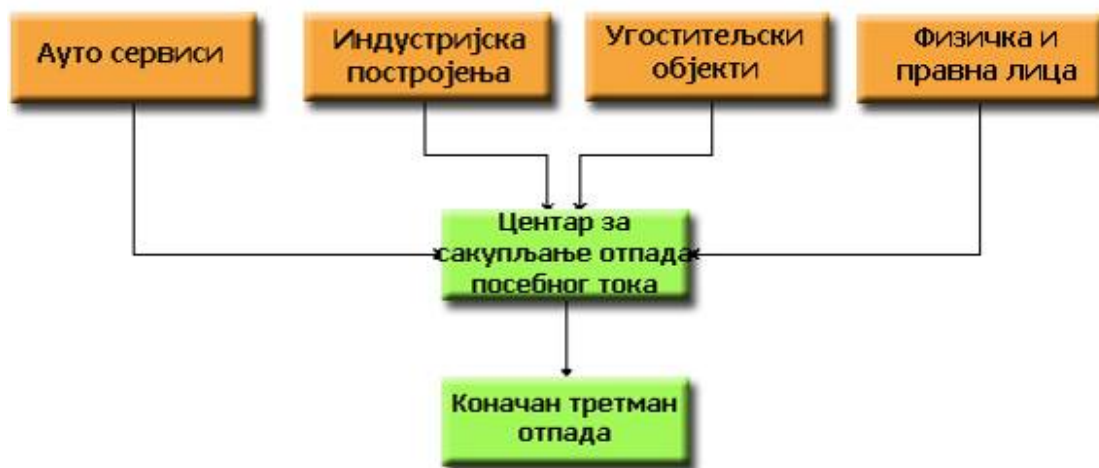 Ауто сервиси
Индустријска
постројења
Угоститељски
објекти
Физичка и
правна лица
Центар за
сакупљање отпада
посебног тока
Коначан третман
отпада